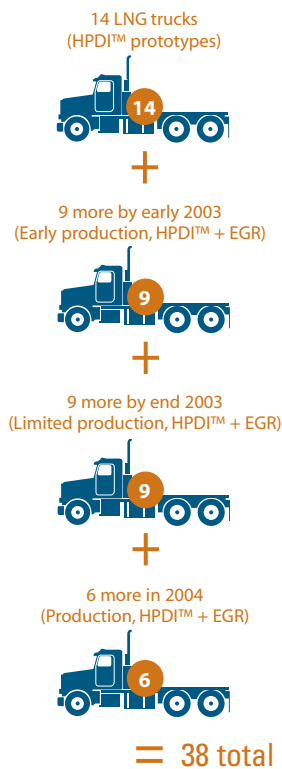 14 LNG trucks
(HPDI™ prototypes)
14
+
9 more by early 2003
(Early production, HPDI™ + EGR)
9
+
9 more by end 2003
(Limited production, HPDI™ + EGR)
9
+
6 more in 2004
(Production, HPDI™ + EGR)
6
= 38 total